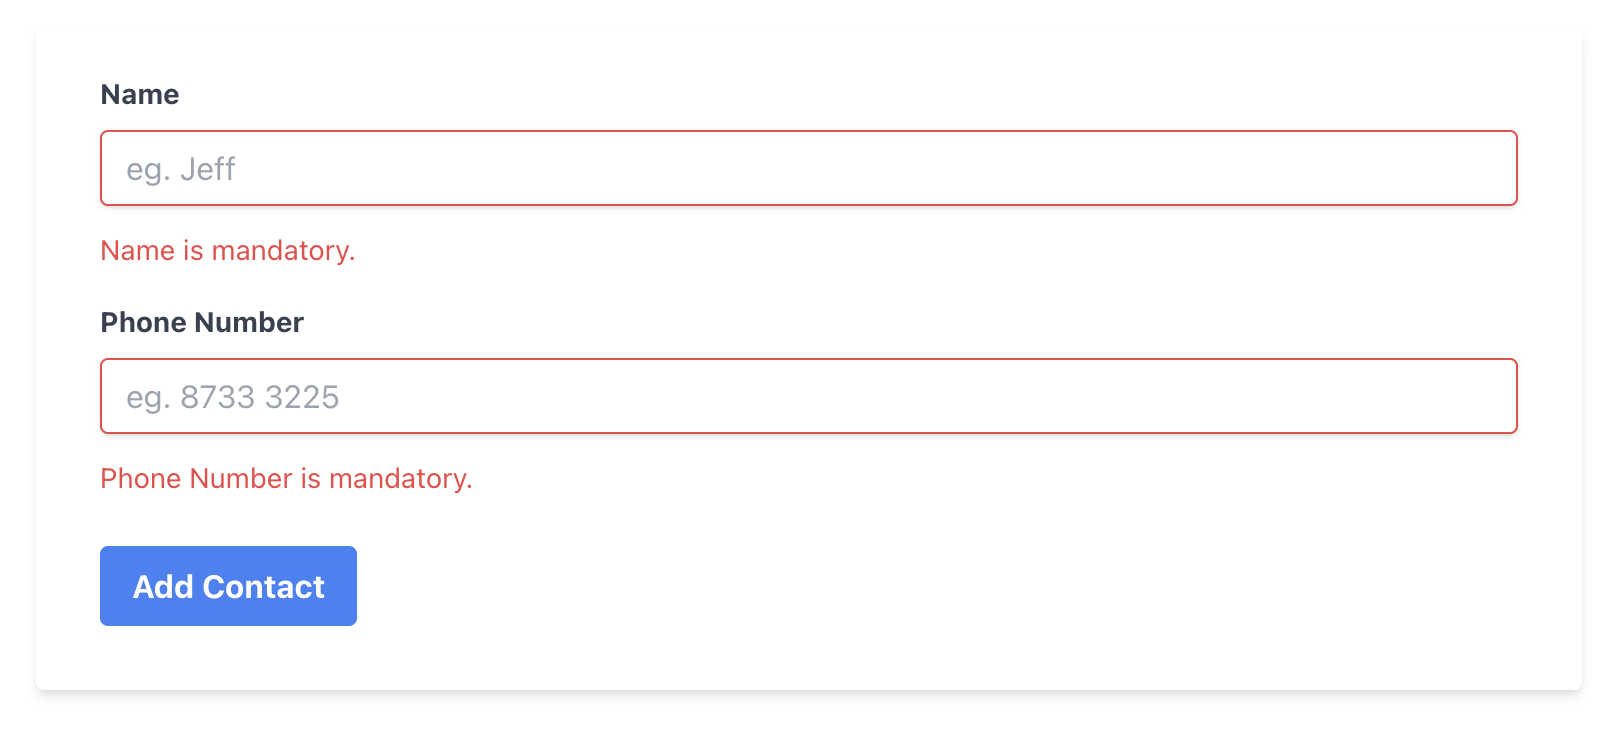 Name
eg. Jeff
Name is mandatory.
Phone Number
eg. 8733 3225
Phone Number is mandatory.
Add Contact